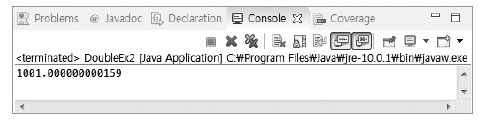 Problems @ Javadoc Declaration Console Coverage
<terminated> DoubleEx2 [Java Application] C:₩Program Files₩Java₩jre-10.0.1₩bin₩javaw.exe
1001.000000000159